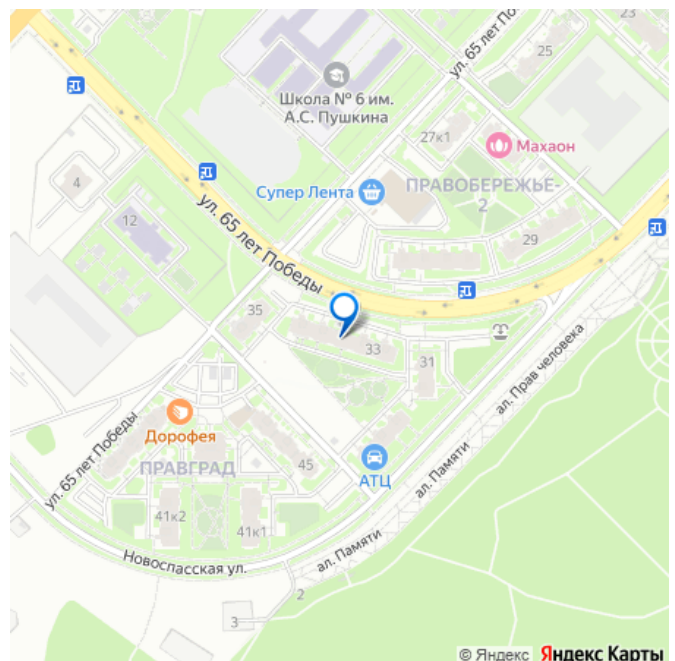 23
ул. 65 лет Победы
25
Школа № 6 им.
А.С. Пушкина
27к1
Махаон
4
Супер Лента
ПРАВОБЕРЕЖЬЕ-
2
12
ул. 65 лет Победы
29
35
33
31
ал. Прав человека
Дорофея
ул. 65 лет Победы
ПРАВГРАД
45
АТЦ
ал. Памяти
41к2
41к1
Новоспасская ул.
ал. Памяти
2
3
© Яндекс Яндекс Карты